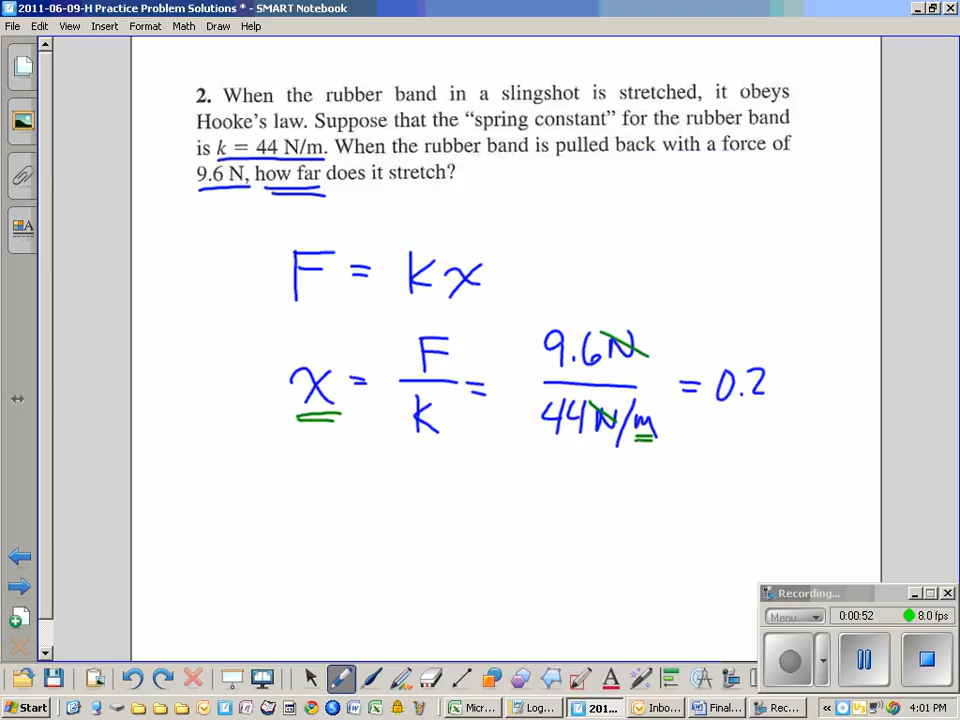 2011-06-09-H Practice Problem Solutions * - SMART Notebook
File Edit View Insert Format Math Draw Help
2. When the rubber band in a slingshot is stretched, it obeys
Hooke's law. Suppose that the “spring constant” for the rubber band
is k = 44 N/m. When the rubber band is pulled back with a force of
9.6 N, how far does it stretch?
F = kx
x = F/k = 9.6N / 44N/m = 0.2
Recording...
Menu 0:00:52 8.0 fps
Start Micr... Log... 201... Inbo... Final... Rec... 4:01 PM